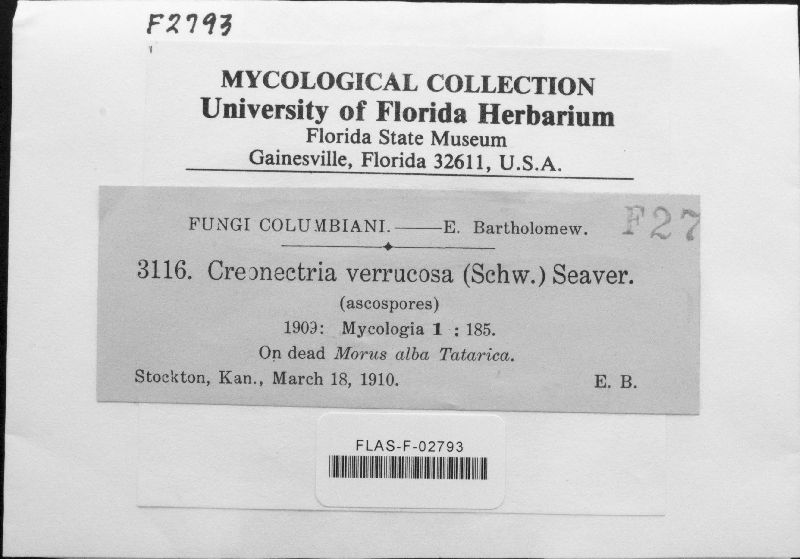 F2793
MYCOLOGICAL COLLECTION
University of Florida Herbarium
Florida State Museum
Gainesville, Florida 32611, U.S.A.
FUNGI COLUMBIANI.——E. Bartholomew.
F27
3116. Creonectria verrucosa (Schw.) Seaver.
(ascospores)
1909: Mycologia 1 : 185.
On dead Morus alba Tatarica.
Stockton, Kan., March 18, 1910. E. B.
FLAS-F-02793